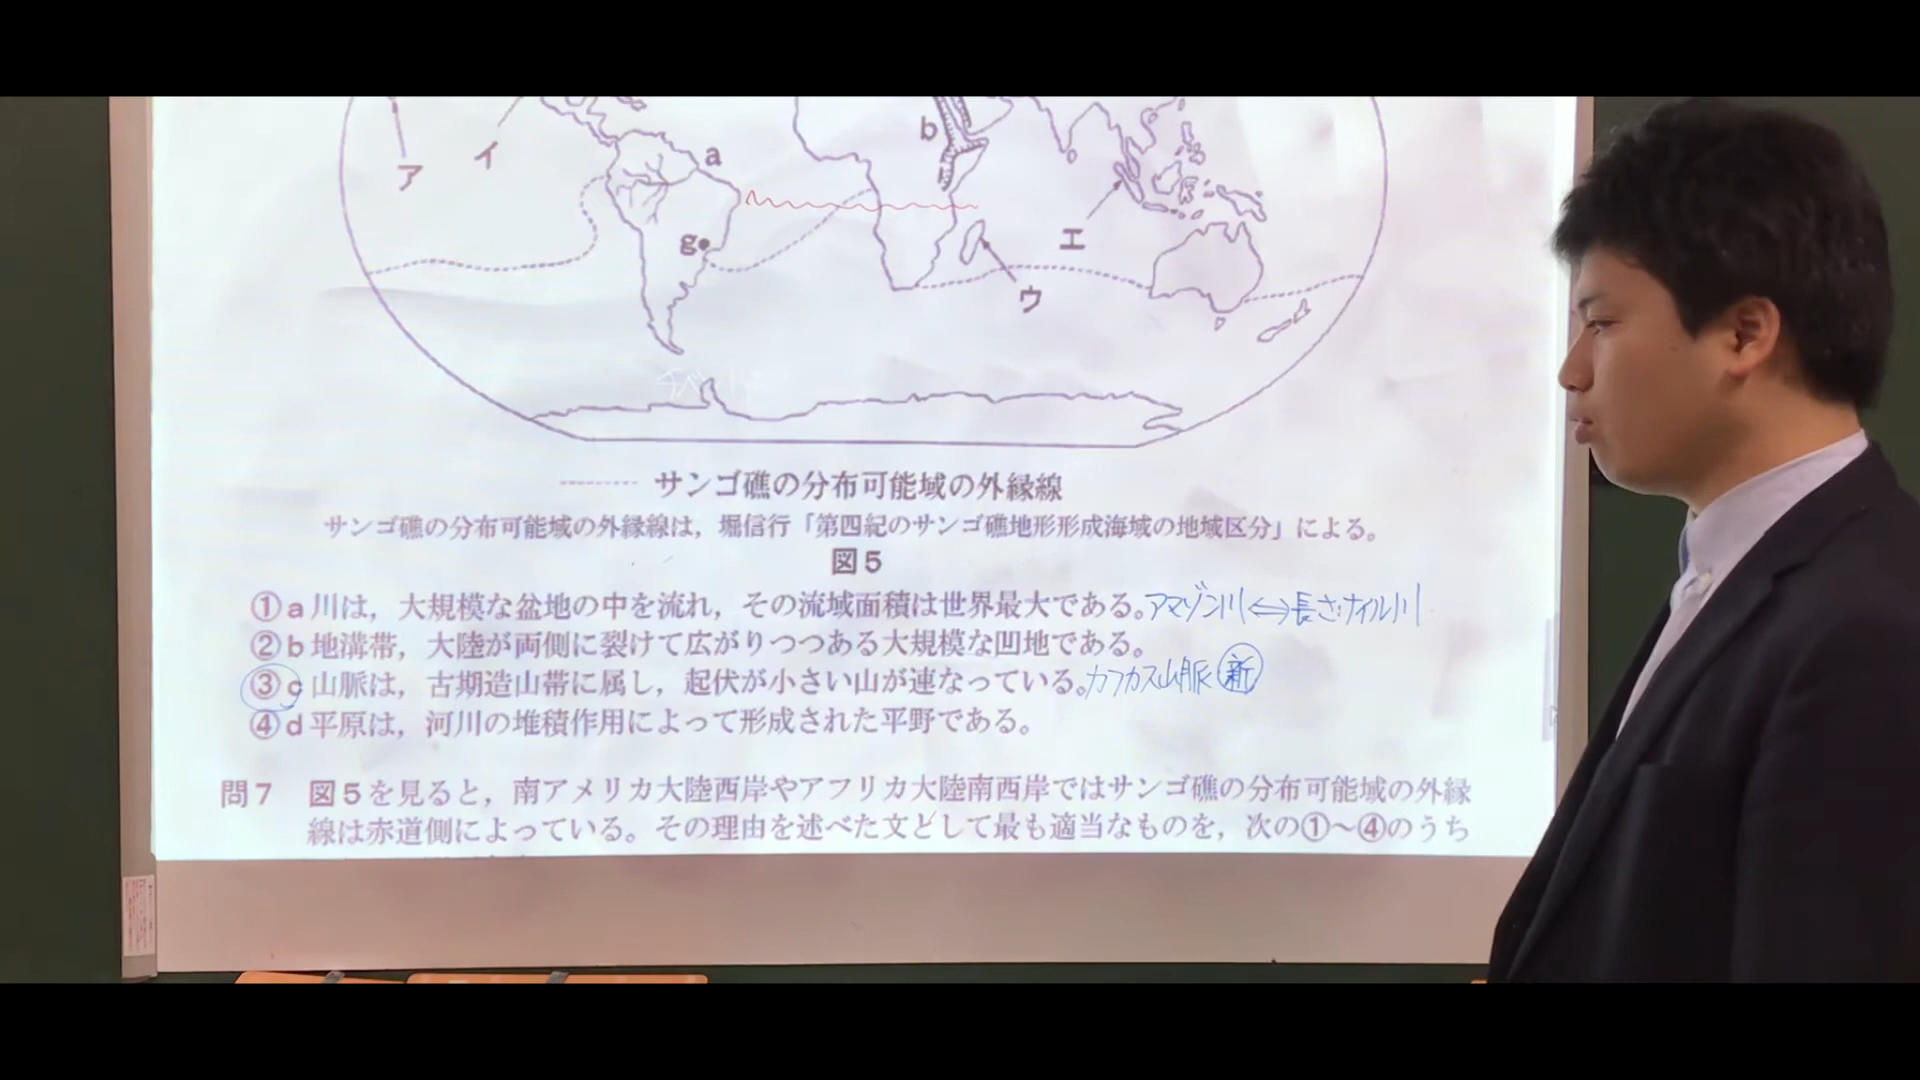 b
a
ア
イ
エ
g
ウ
サンゴ礁の分布可能域の外縁線
サンゴ礁の分布可能域の外縁線は，堀信行「第四紀のサンゴ礁地形形成海域の地域区分」による。
図5
①a川は，大規模な盆地の中を流れ，その流域面積は世界最大である。アマゾン川⇔長さ:ナイル川
②b地溝帯，大陸が両側に裂けて広がりつつある大規模な凹地である。
③c山脈は，古期造山帯に属し，起伏が小さい山が連なっている。カフカス山脈 新
④d平原は，河川の堆積作用によって形成された平野である。
問7 図5を見ると，南アメリカ大陸西岸やアフリカ大陸南西岸ではサンゴ礁の分布可能域の外縁
線は赤道側によっている。その理由を述べた文として最も適当なものを，次の①～④のうち